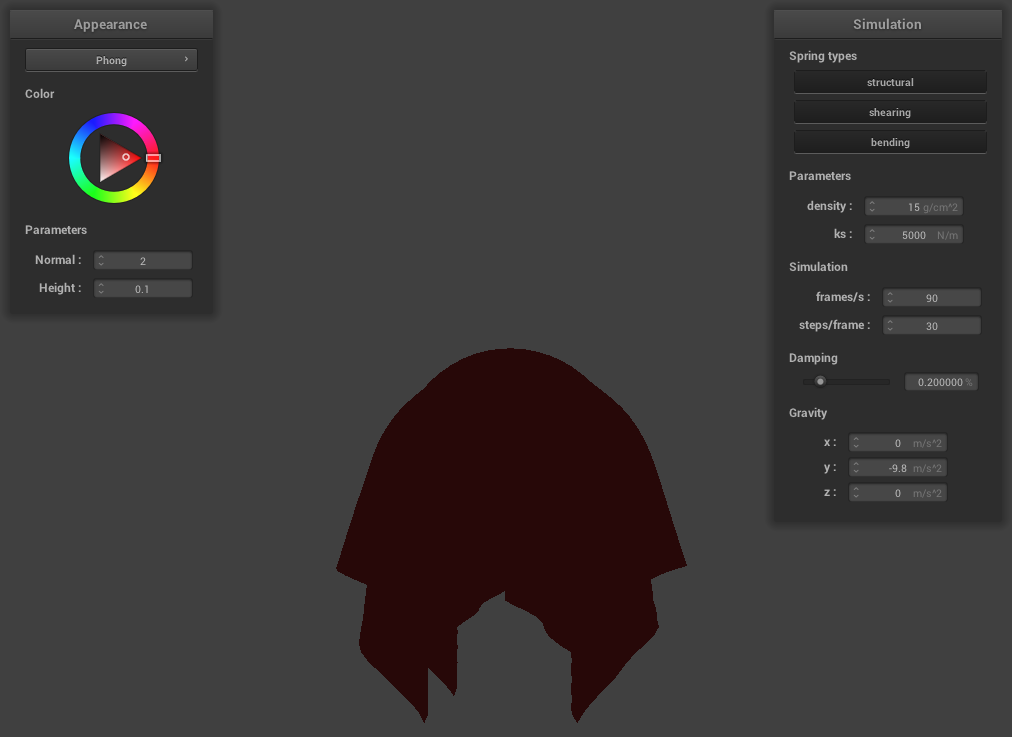 Appearance
Phong
Color
Parameters
Normal : 2
Height : 0.1
Simulation
Spring types
structural
shearing
bending
Parameters
density : 15 g/cm^2
ks : 5000 N/m
Simulation
frames/s : 90
steps/frame : 30
Damping
0.200000 %
Gravity
x : 0 m/s^2
y : -9.8 m/s^2
z : 0 m/s^2